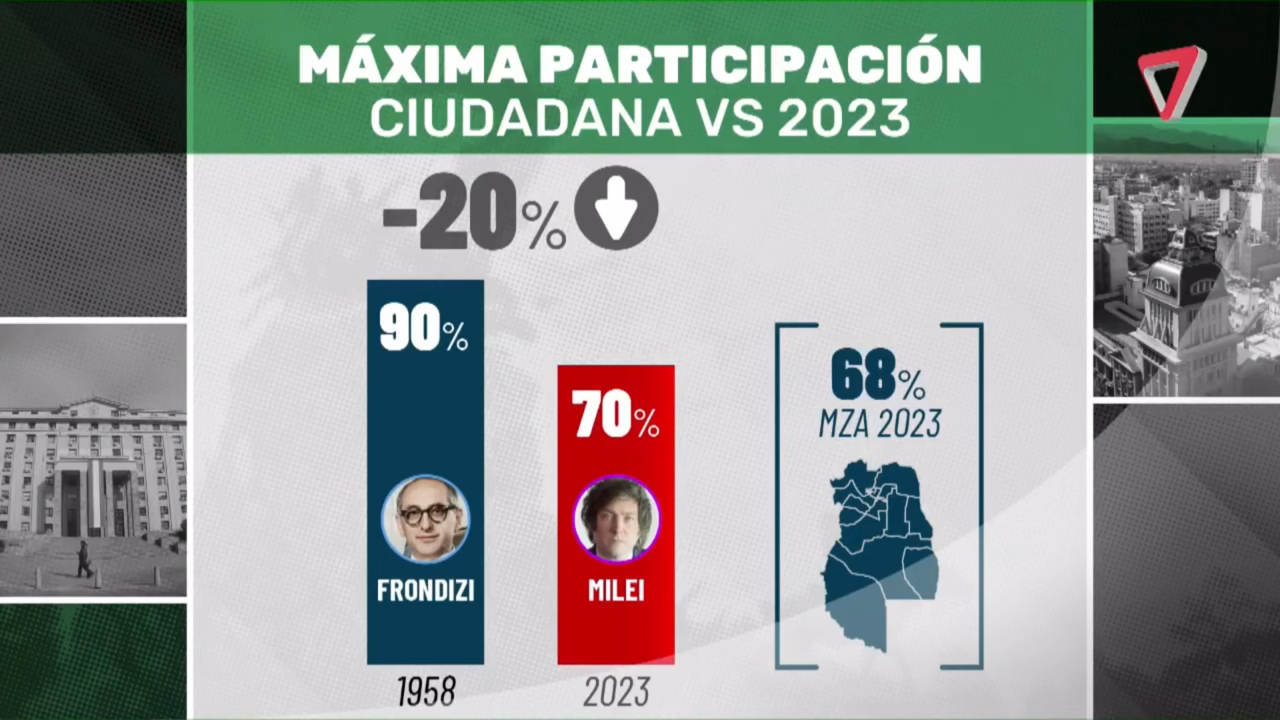 MÁXIMA PARTICIPACIÓN
CIUDADANA VS 2023
-20%
90%
FRONDIZI
1958
70%
MILEI
2023
68%
MZA 2023